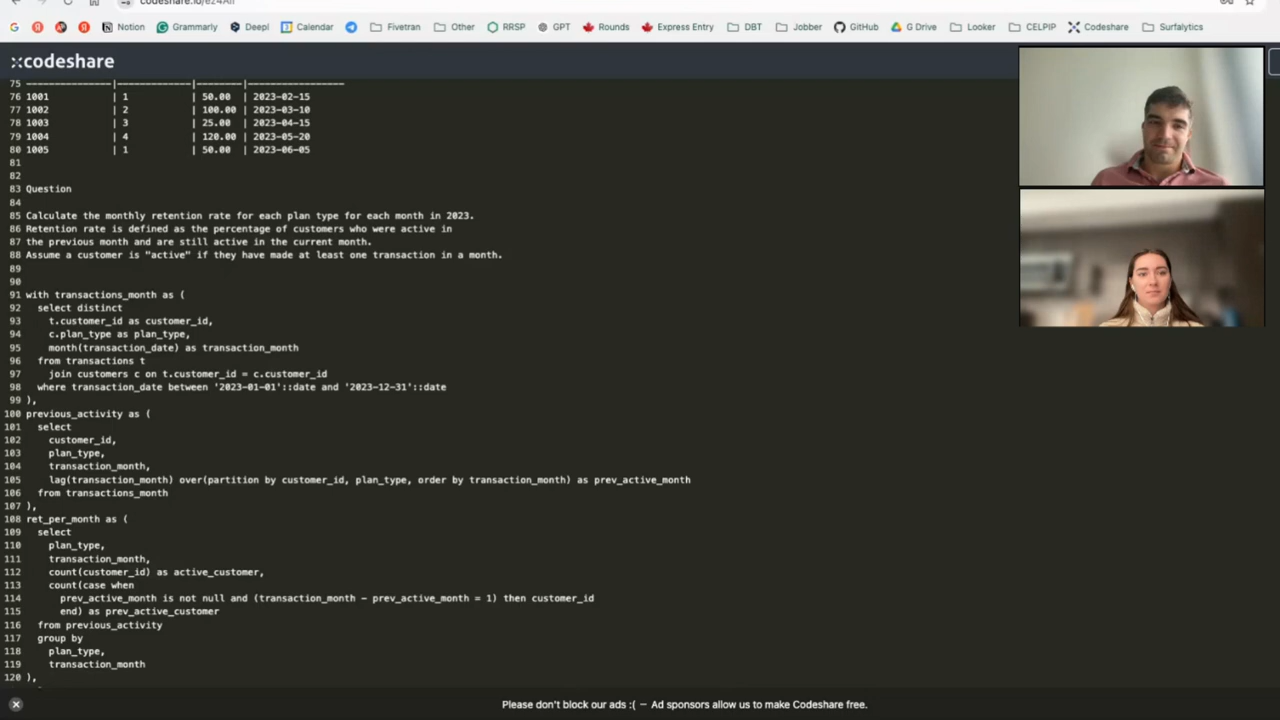 codeshare.io/ez4Air
Notion Grammarly Deepl Calendar Fivetran Other RRSP GPT Rounds Express Entry DBT Jobber GitHub G Drive Looker CELPIP Codeshare Surfalytics
::codeshare
75 ---------------|-------------|--------|-----------------
76 1001 | 1 | 50.00 | 2023-02-15
77 1002 | 2 | 100.00 | 2023-03-10
78 1003 | 3 | 25.00 | 2023-04-15
79 1004 | 4 | 120.00 | 2023-05-20
80 1005 | 1 | 50.00 | 2023-06-05
81
82
83 Question
84
85 Calculate the monthly retention rate for each plan type for each month in 2023.
86 Retention rate is defined as the percentage of customers who were active in
87 the previous month and are still active in the current month.
88 Assume a customer is "active" if they have made at least one transaction in a month.
89
90
91 with transactions_month as (
92 select distinct
93 t.customer_id as customer_id,
94 c.plan_type as plan_type,
95 month(transaction_date) as transaction_month
96 from transactions t
97 join customers c on t.customer_id = c.customer_id
98 where transaction_date between '2023-01-01'::date and '2023-12-31'::date
99 ),
100 previous_activity as (
101 select
102 customer_id,
103 plan_type,
104 transaction_month,
105 lag(transaction_month) over(partition by customer_id, plan_type, order by transaction_month) as prev_active_month
106 from transactions_month
107 ),
108 ret_per_month as (
109 select
110 plan_type,
111 transaction_month,
112 count(customer_id) as active_customer,
113 count(case when
114 prev_active_month is not null and (transaction_month - prev_active_month = 1) then customer_id
115 end) as prev_active_customer
116 from previous_activity
117 group by
118 plan_type,
119 transaction_month
120 ),
Please don't block our ads :( — Ad sponsors allow us to make Codeshare free.